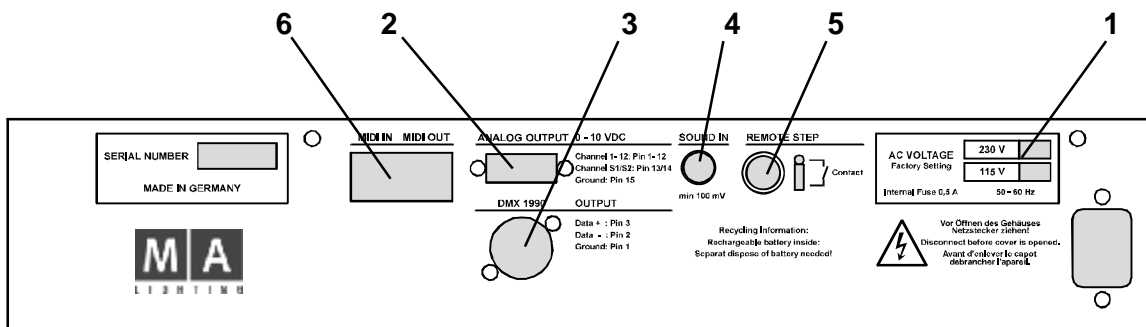 6 2 3 4 5 1
MIDI IN MIDI OUT
ANALOG OUTPUT 0 - 10 VDC
SOUND IN
REMOTE STEP
SERIAL NUMBER
MADE IN GERMANY
Channel 1- 12: Pin 1- 12
Channel S1/S2: Pin 13/14
Ground: Pin 15
min 100 mV
Contact
AC VOLTAGE
Factory Setting
230 V
115 V
Internal Fuse 0,5 A 50 – 60 Hz
DMX 1990 OUTPUT
Data + : Pin 3
Data - : Pin 2
Ground: Pin 1
Recycling Information:
Rechargeable battery inside:
Separat dispose of battery needed!
Vor Öffnen des Gehäuses
Netzstecker ziehen!
Disconnect before cover is opened.
Avant d'enlever le capot
debrancher l'apareil.
MA
LIGHTING